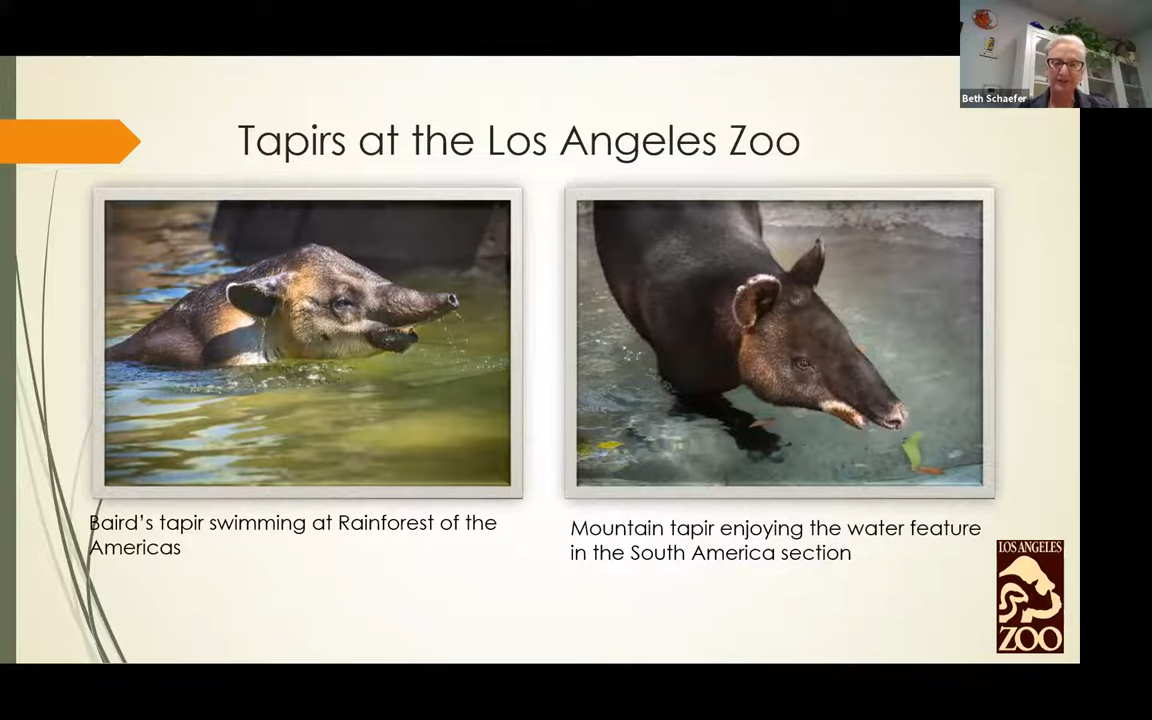 Beth Schaefer
Tapirs at the Los Angeles Zoo
Baird's tapir swimming at Rainforest of the
Americas
Mountain tapir enjoying the water feature
in the South America section
LOS ANGELES
ZOO